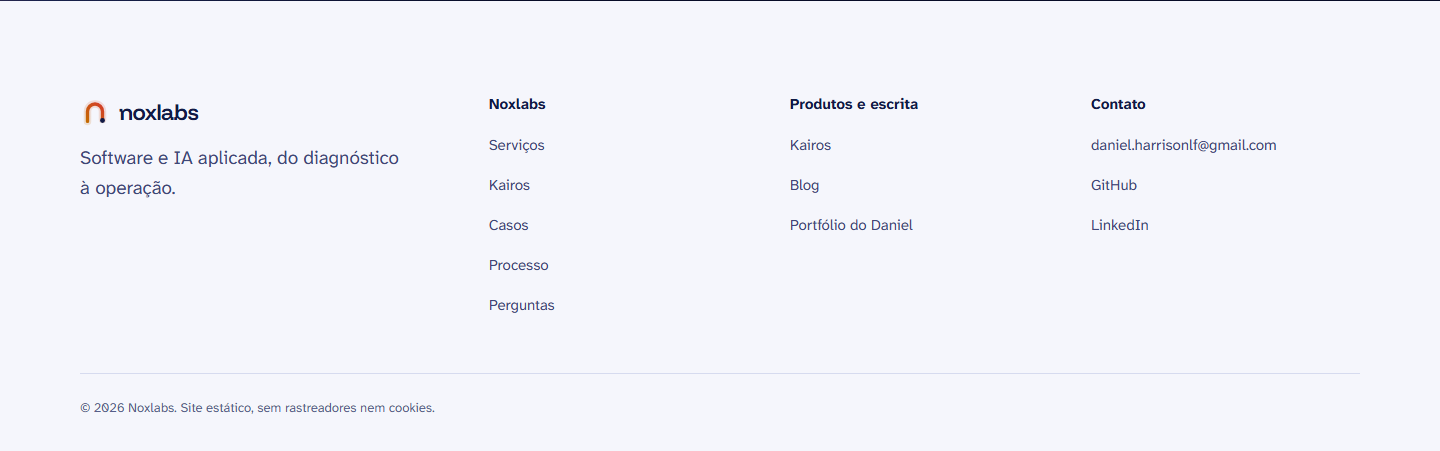 noxlabs
Software e IA aplicada, do diagnóstico
à operação.
Noxlabs
Serviços
Kairos
Casos
Processo
Perguntas
Produtos e escrita
Kairos
Blog
Portfólio do Daniel
Contato
daniel.harrisonlf@gmail.com
GitHub
LinkedIn
© 2026 Noxlabs. Site estático, sem rastreadores nem cookies.